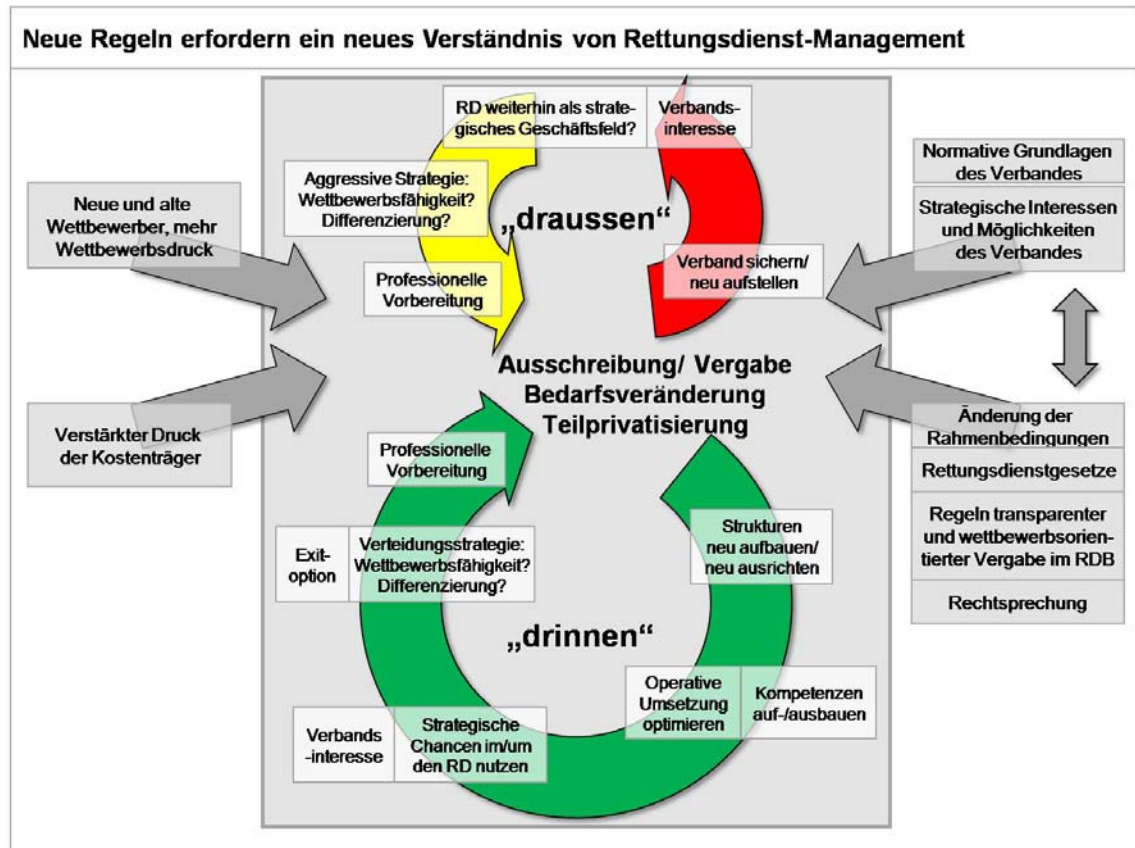 Neue Regeln erfordern ein neues Verständnis von Rettungsdienst-Management
RD weiterhin als strate-
gisches Geschäftsfeld?
Verbands-
interesse
Aggressive Strategie:
Wettbewerbsfähigkeit?
Differenzierung?
„draussen“
Professionelle
Vorbereitung
Verband sichern/
neu aufstellen
Neue und alte
Wettbewerber, mehr
Wettbewerbsdruck
Verstärkter Druck
der Kostenträger
Normative Grundlagen
des Verbandes
Strategische Interessen
und Möglichkeiten
des Verbandes
Änderung der
Rahmenbedingungen
Rettungsdienstgesetze
Regeln transparenter
und wettbewerbsorien-
tierter Vergabe im RDB
Rechtsprechung
Ausschreibung/ Vergabe
Bedarfsveränderung
Teilprivatisierung
Professionelle
Vorbereitung
Exit-
option
Verteidungsstrategie:
Wettbewerbsfähigkeit?
Differenzierung?
Strukturen
neu aufbauen/
neu ausrichten
„drinnen“
Operative
Umsetzung
optimieren
Kompetenzen
auf-/ausbauen
Verbands
-interesse
Strategische
Chancen im/um
den RD nutzen